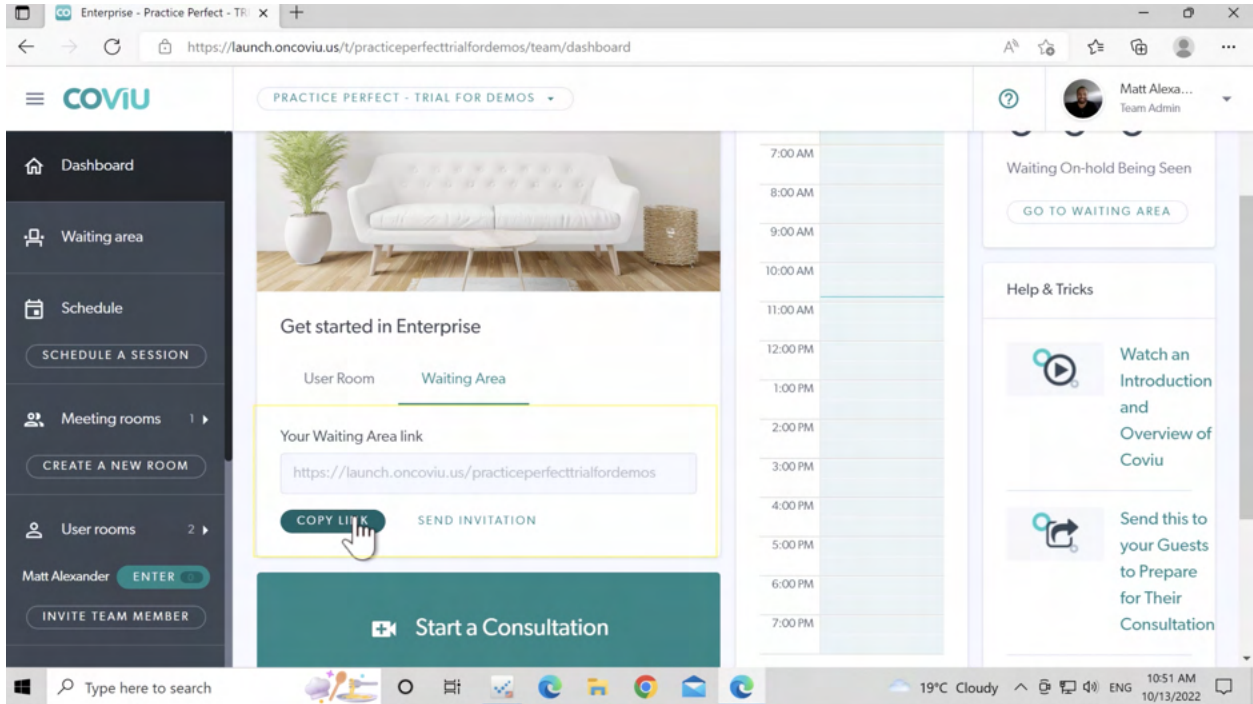 Enterprise - Practice Perfect - TR
https://launch.oncoviu.us/t/practiceperfecttrialfordemos/team/dashboard
COViU
PRACTICE PERFECT - TRIAL FOR DEMOS
Matt Alexa...
Team Admin
Dashboard
Waiting area
Schedule
SCHEDULE A SESSION
Meeting rooms 1
CREATE A NEW ROOM
User rooms 2
Matt Alexander ENTER
INVITE TEAM MEMBER
Get started in Enterprise
User Room Waiting Area
Your Waiting Area link
https://launch.oncoviu.us/practiceperfecttrialfordemos
COPY LINK SEND INVITATION
Start a Consultation
7:00 AM
8:00 AM
9:00 AM
10:00 AM
11:00 AM
12:00 PM
1:00 PM
2:00 PM
3:00 PM
4:00 PM
5:00 PM
6:00 PM
7:00 PM
Waiting On-hold Being Seen
GO TO WAITING AREA
Help & Tricks
Watch an
Introduction
and
Overview of
Coviu
Send this to
your Guests
to Prepare
for Their
Consultation
Type here to search
19°C Cloudy
ENG
10:51 AM
10/13/2022